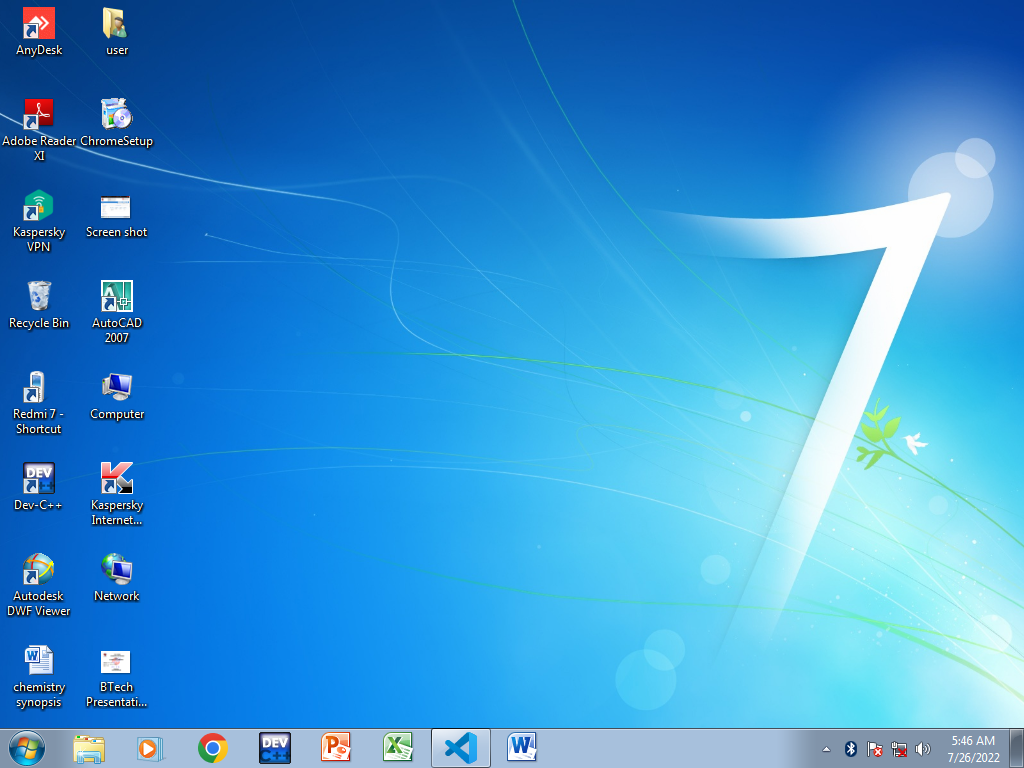 AnyDesk
user
Adobe Reader
XI
ChromeSetup
Kaspersky
VPN
Screen shot
Recycle Bin
AutoCAD
2007
Redmi 7 -
Shortcut
Computer
DEV
Dev-C++
Kaspersky
Internet...
Autodesk
DWF Viewer
Network
chemistry
synopsis
BTech
Presentati...
7
DEV
C++
5:46 AM
7/26/2022